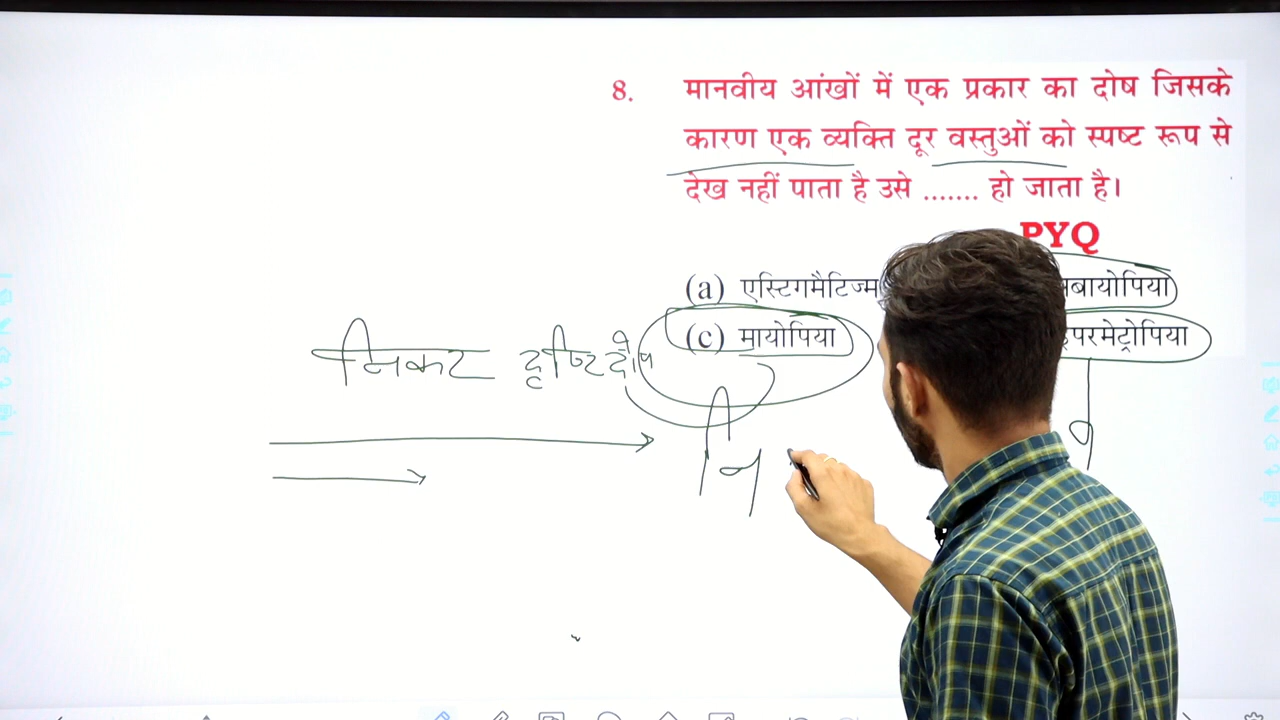 8. मानवीय आंखों में एक प्रकार का दोष जिसके
कारण एक व्यक्ति दूर वस्तुओं को स्पष्ट रूप से
देख नहीं पाता है उसे ....... हो जाता है।
PYQ
(a) एस्टिगमैटिज्म
(c) मायोपिया
निकट दृष्टि दोष
नि